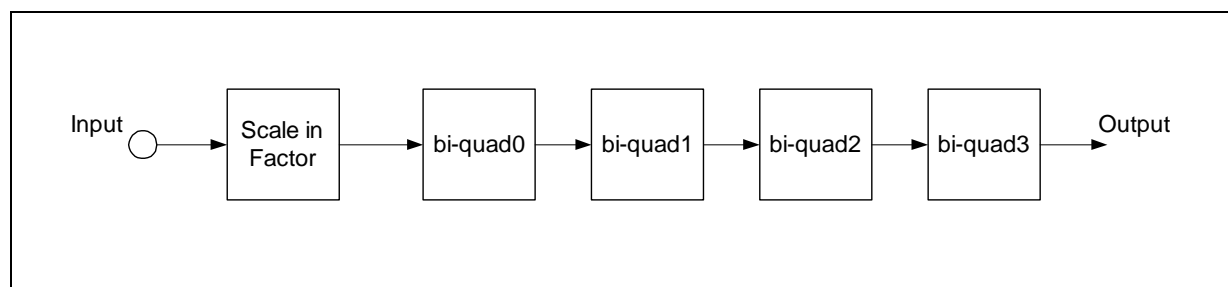 Input
Scale in
Factor
bi-quad0
bi-quad1
bi-quad2
bi-quad3
Output